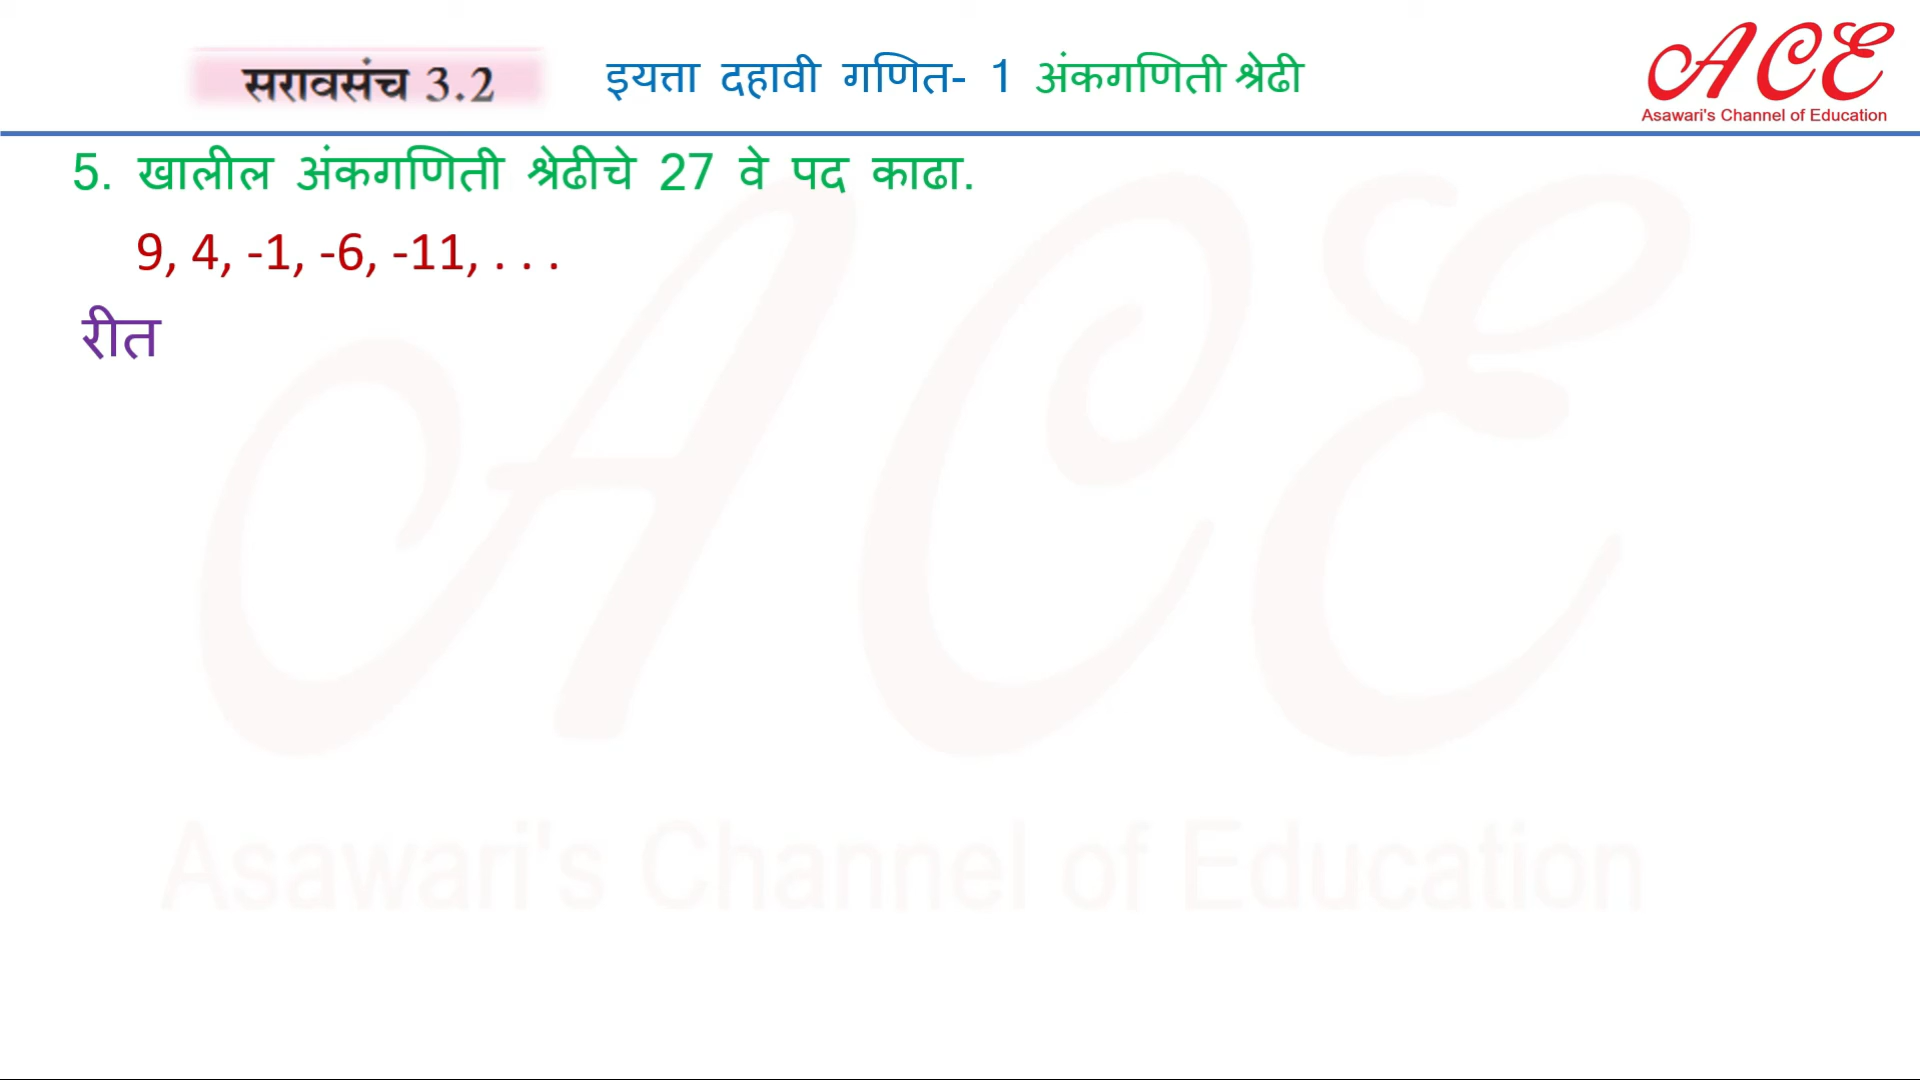 सरावसंच 3.2 इयत्ता दहावी गणित- 1 अंकगणिती श्रेढी
ACE
Asawari's Channel of Education
5. खालील अंकगणिती श्रेढीचे 27 वे पद काढा.
9, 4, -1, -6, -11, . . .
रीत
ACE
Asawari's Channel of Education